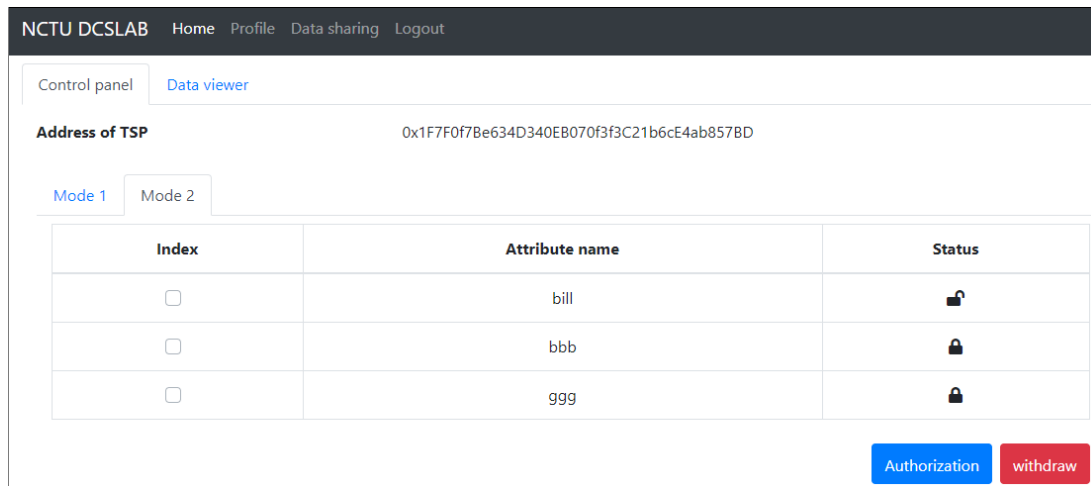 NCTU DCSLAB Home Profile Data sharing Logout
Control panel Data viewer
Address of TSP 0x1F7F0f7Be634D340EB070f3f3C21b6cE4ab857BD
Mode 1 Mode 2
Index Attribute name Status
bill
bbb
ggg
Authorization withdraw